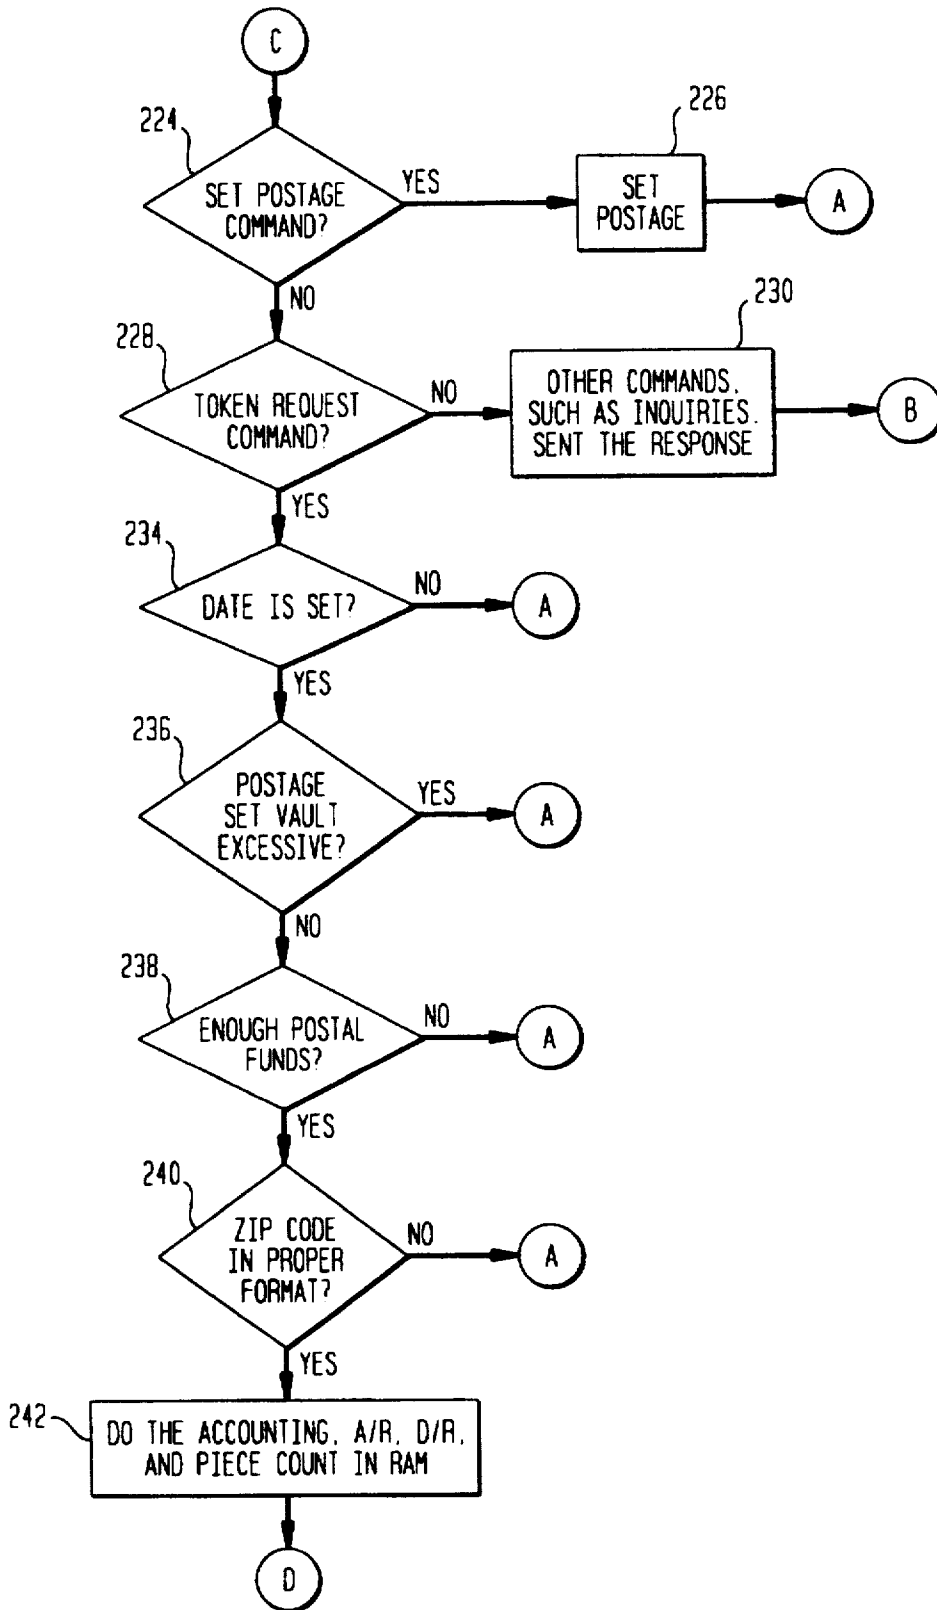 C
224
SET POSTAGE
COMMAND?
YES
226
SET
POSTAGE
A
NO
228
TOKEN REQUEST
COMMAND?
NO
230
OTHER COMMANDS,
SUCH AS INQUIRIES.
SENT THE RESPONSE
B
YES
234
DATE IS SET?
NO
A
YES
236
POSTAGE
SET VAULT
EXCESSIVE?
YES
A
NO
238
ENOUGH POSTAL
FUNDS?
NO
A
YES
240
ZIP CODE
IN PROPER
FORMAT?
NO
A
YES
242
DO THE ACCOUNTING, A/R, D/R,
AND PIECE COUNT IN RAM
D